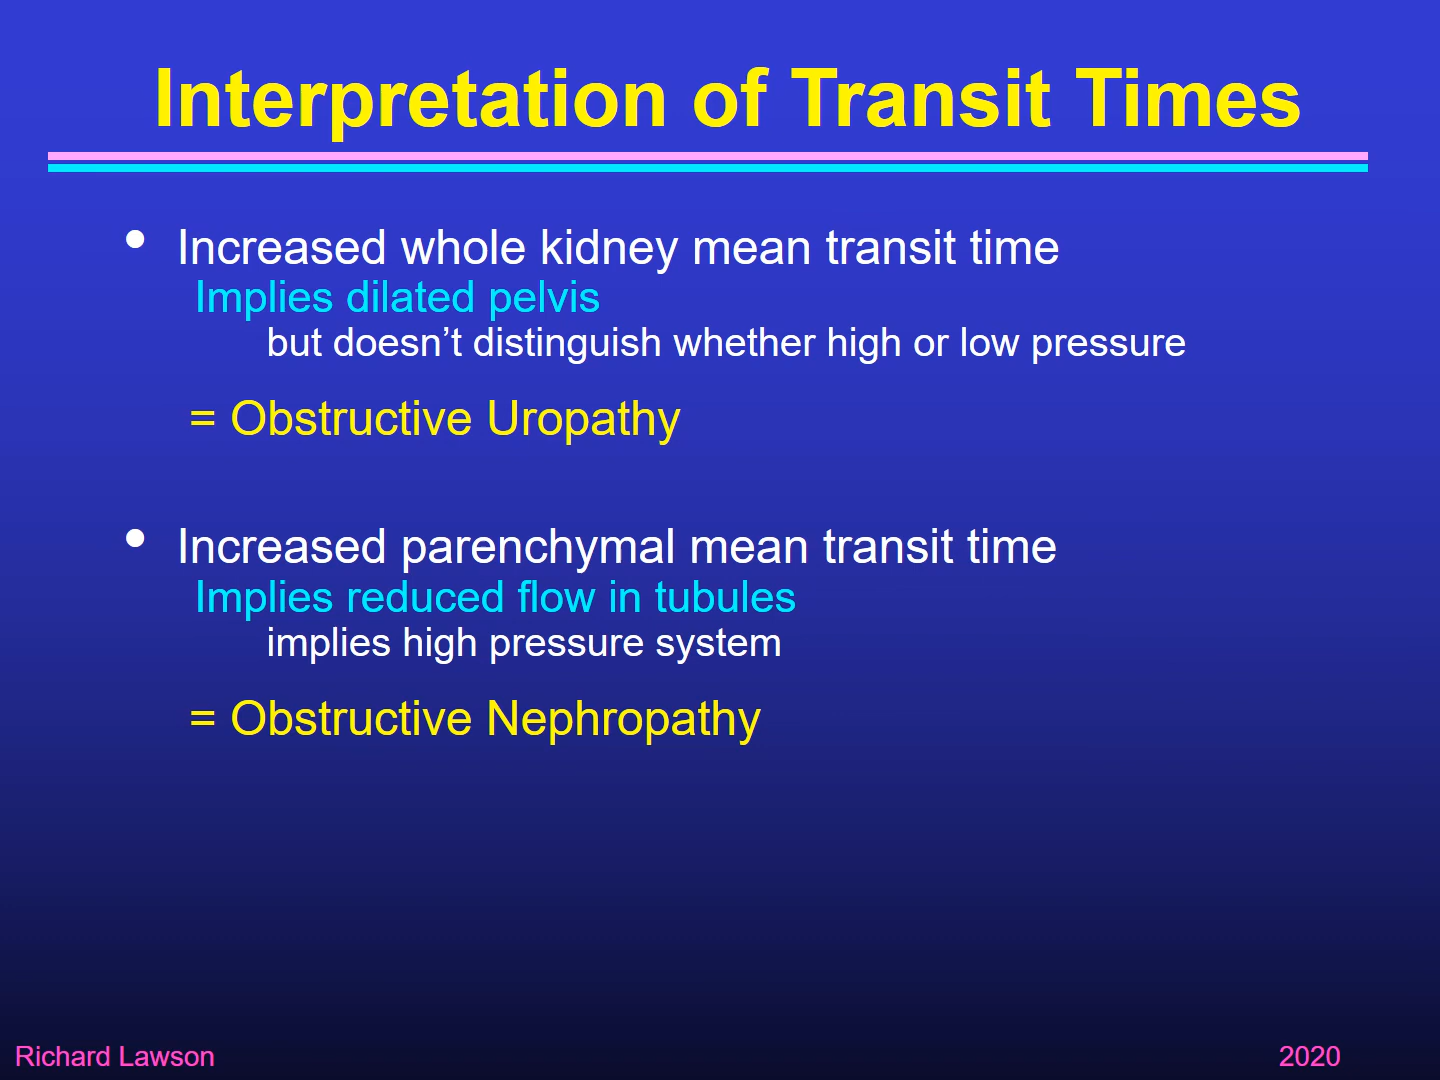 Interpretation of Transit Times
• Increased whole kidney mean transit time
Implies dilated pelvis
but doesn’t distinguish whether high or low pressure
= Obstructive Uropathy
• Increased parenchymal mean transit time
Implies reduced flow in tubules
implies high pressure system
= Obstructive Nephropathy
Richard Lawson
2020